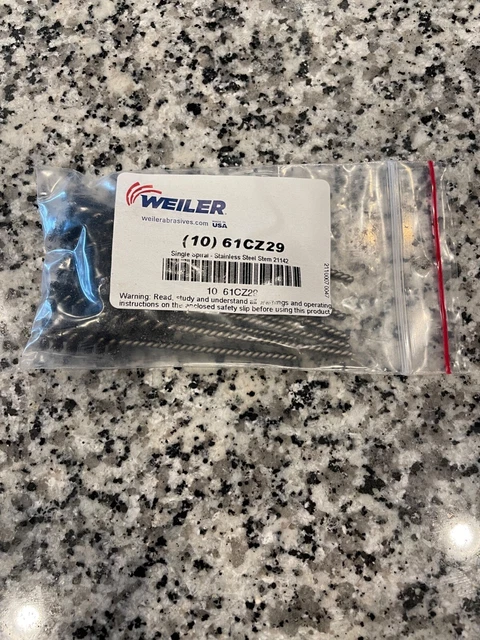 WEILER
weilerabrasives.com
USA
(10) 61CZ29
Single Spiral - Stainless Steel Stem 21142
10 61CZ29
Warning: Read, study and understand all warnings and operating
instructions on the enclosed safety slip before using this product